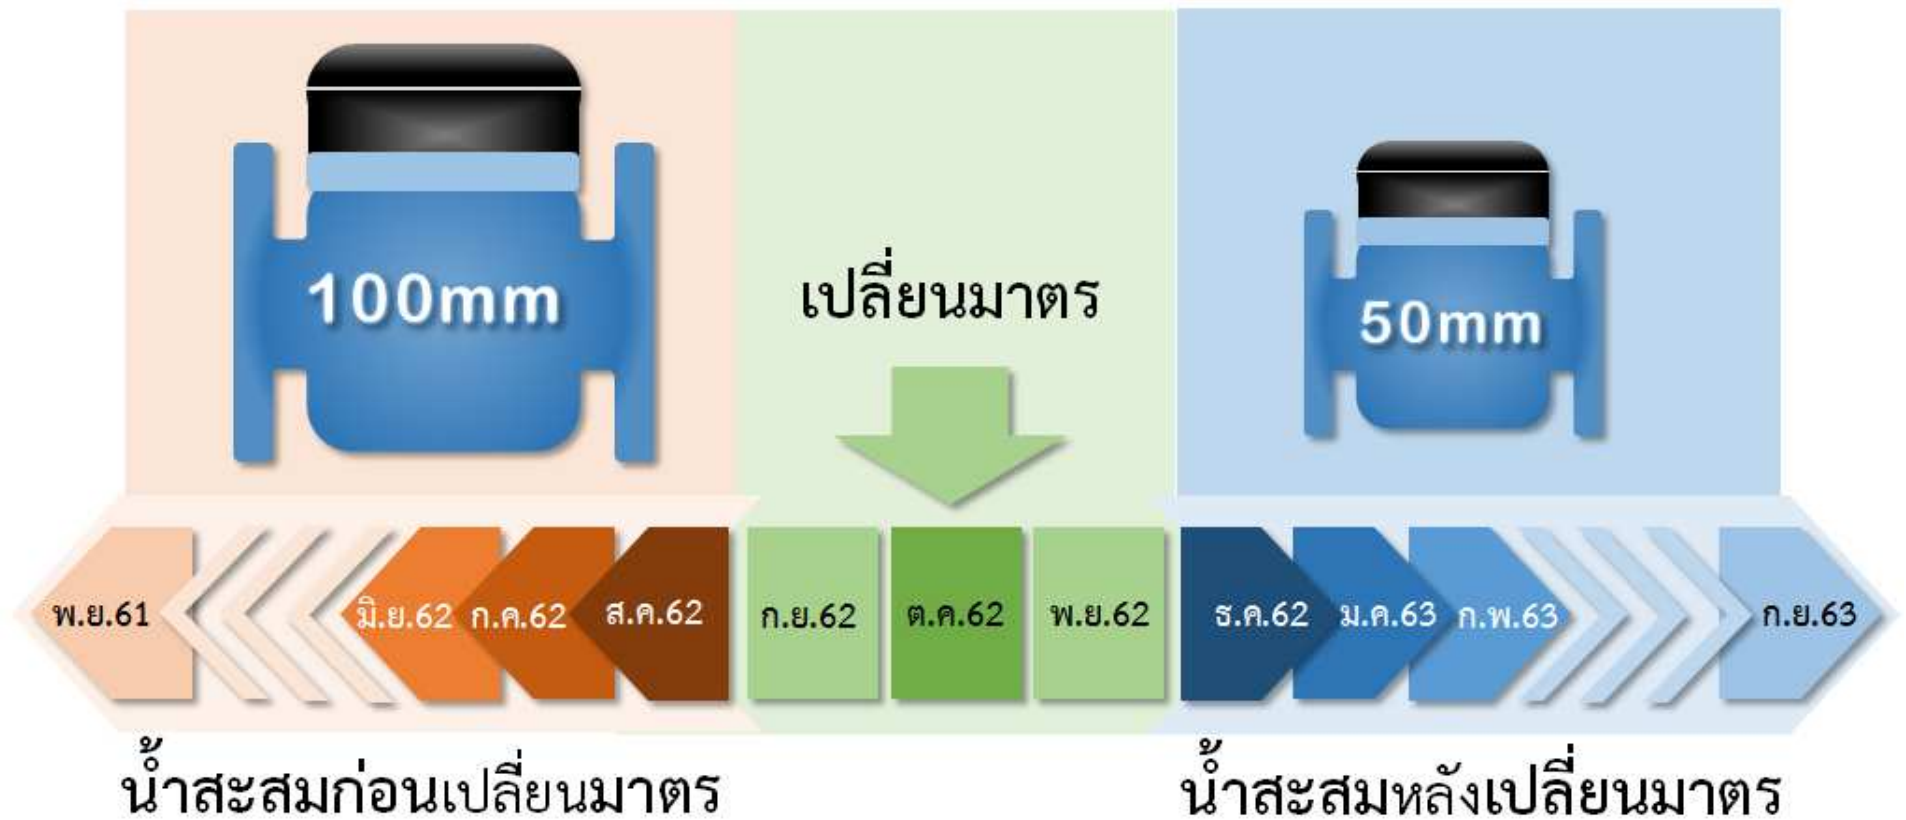 100mm
เปลี่ยนมาตร
50mm
พ.ย.61 มิ.ย.62 ก.ค.62 ส.ค.62 ก.ย.62 ต.ค.62 พ.ย.62 ธ.ค.62 ม.ค.63 ก.พ.63 ก.ย.63
น้ำสะสมก่อนเปลี่ยนมาตร น้ำสะสมหลังเปลี่ยนมาตร